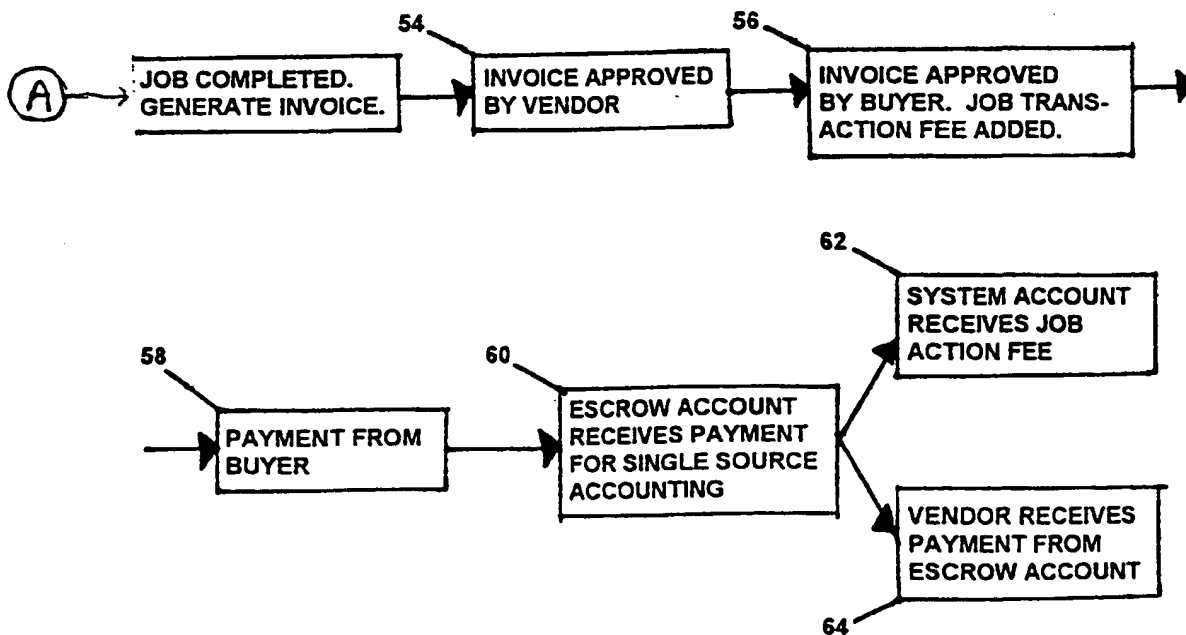 54
56
A
JOB COMPLETED.
GENERATE INVOICE.
INVOICE APPROVED
BY VENDOR
INVOICE APPROVED
BY BUYER. JOB TRANS-
ACTION FEE ADDED.
62
SYSTEM ACCOUNT
RECEIVES JOB
ACTION FEE
58
PAYMENT FROM
BUYER
60
ESCROW ACCOUNT
RECEIVES PAYMENT
FOR SINGLE SOURCE
ACCOUNTING
VENDOR RECEIVES
PAYMENT FROM
ESCROW ACCOUNT
64